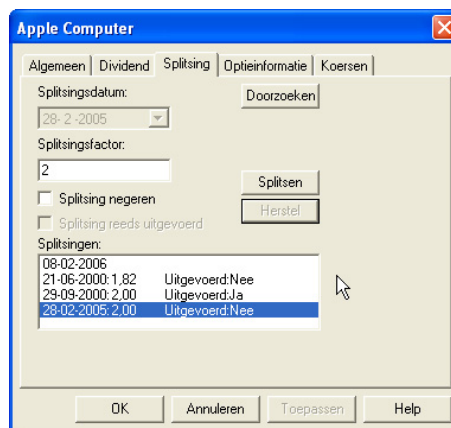 Apple Computer
Algemeen Dividend Splitsing Optieinformatie Koersen
Splitsingsdatum:
Doorzoeken
28- 2 -2005
Splitsingsfactor:
2
Splitsen
Splitsing negeren
Herstel
Splitsing reeds uitgevoerd
Splitsingen:
08-02-2006
21-06-2000:1,82 Uitgevoerd:Nee
29-09-2000:2,00 Uitgevoerd:Ja
28-02-2005:2,00 Uitgevoerd:Nee
OK Annuleren Toepassen Help